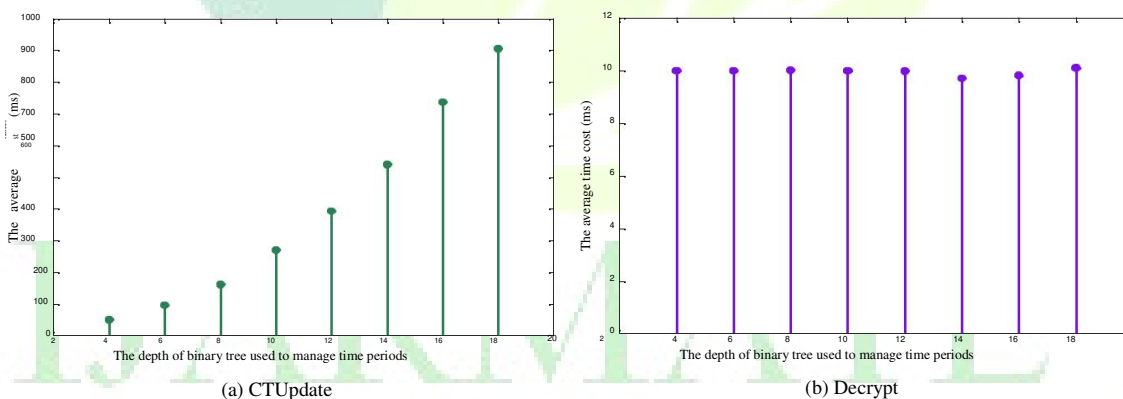 1000
900
800
700
600 500
300
200
100
0
2 4 6 8 10 12 14 16 18 20
The average st (ms)
The depth of binary tree used to manage time periods
(a) CTUpdate
12
10
8
6
4
2
0
2 4 6 8 10 12 14 16 18
The average time cost (ms)
The depth of binary tree used to manage time periods
(b) Decrypt